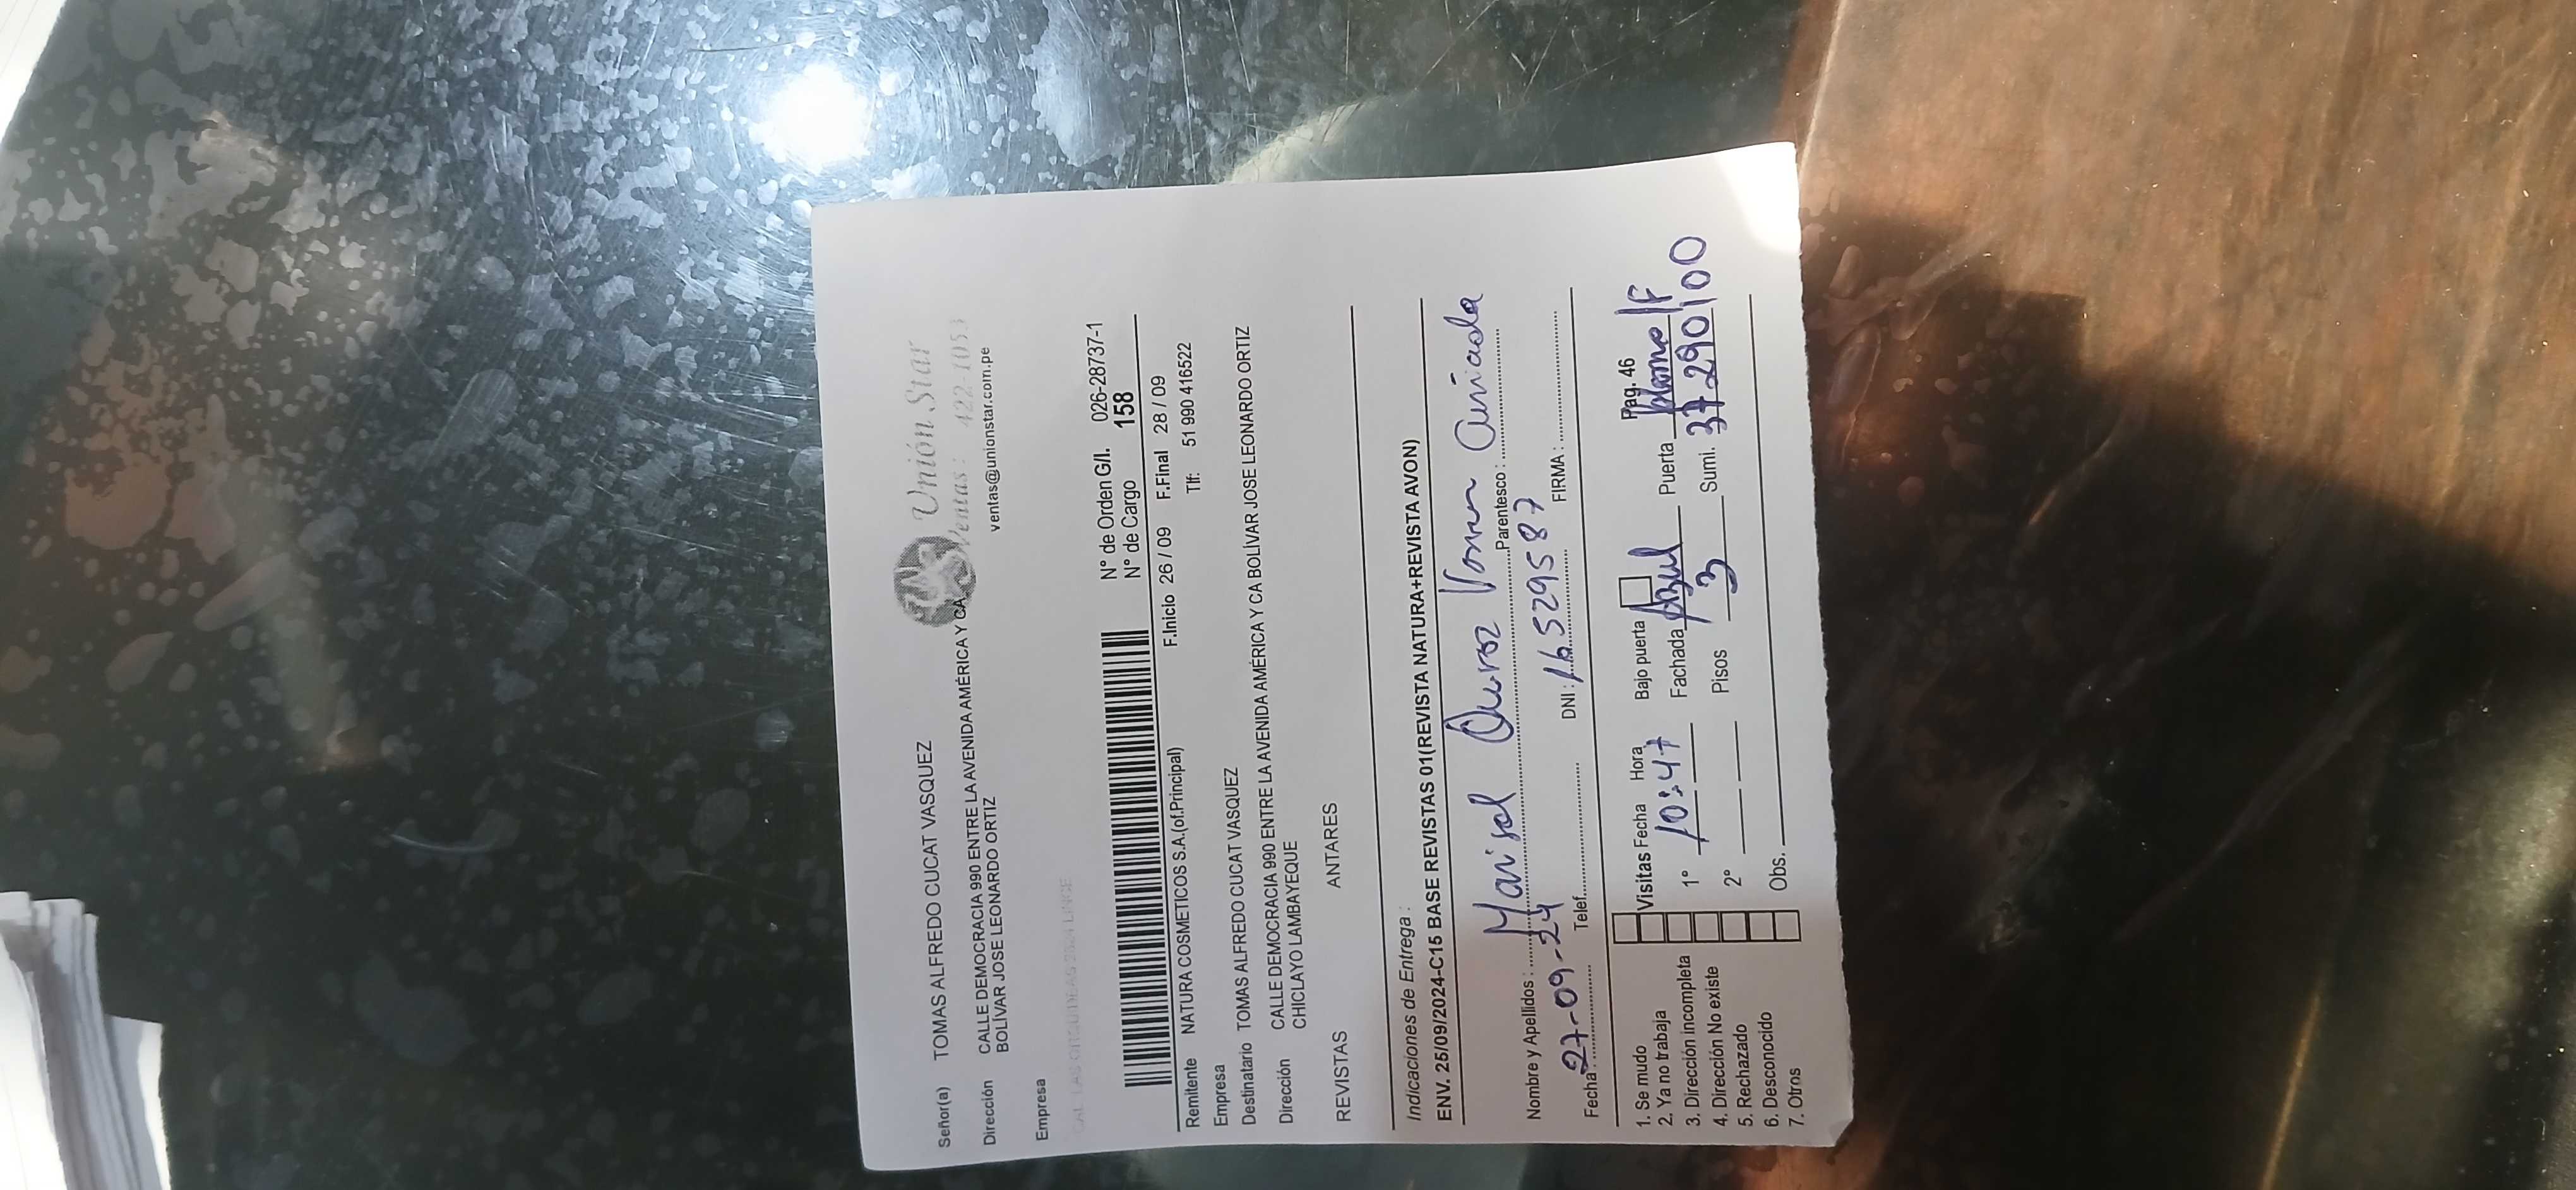 Unión Star
Ventas : 422-1053
ventas@unionstar.com.pe
Señor(a) TOMAS ALFREDO CUCAT VASQUEZ
Dirección CALLE DEMOCRACIA 990 ENTRE LA AVENIDA AMÉRICA Y CA
BOLÍVAR JOSE LEONARDO ORTIZ
Empresa
N° de Orden G/I. 026-28737-1
N° de Cargo 158
F.Inicio 26 / 09 F.Final 28 / 09
Remitente NATURA COSMETICOS S.A.(of.Principal) Tlf: 51 990 416522
Empresa
Destinatario TOMAS ALFREDO CUCAT VASQUEZ
Dirección CALLE DEMOCRACIA 990 ENTRE LA AVENIDA AMÉRICA Y CA BOLÍVAR JOSE LEONARDO ORTIZ
CHICLAYO LAMBAYEQUE
REVISTAS ANTARES
Indicaciones de Entrega :
ENV. 25/09/2024-C15 BASE REVISTAS 01(REVISTA NATURA+REVISTA AVON)
Nombre y Apellidos : Marisol Quiroz Parentesco :
Fecha : 27-09-24 Telef. DNI : 16529587 FIRMA :
Pag. 46
1. Se mudo
2. Ya no trabaja
3. Dirección incompleta
4. Dirección No existe
5. Rechazado
6. Desconocido
7. Otros
Visitas Fecha Hora Bajo puerta
1° 10:47 Fachada Azul Puerta
2° Pisos 3 Sumi. 37290100
Obs.